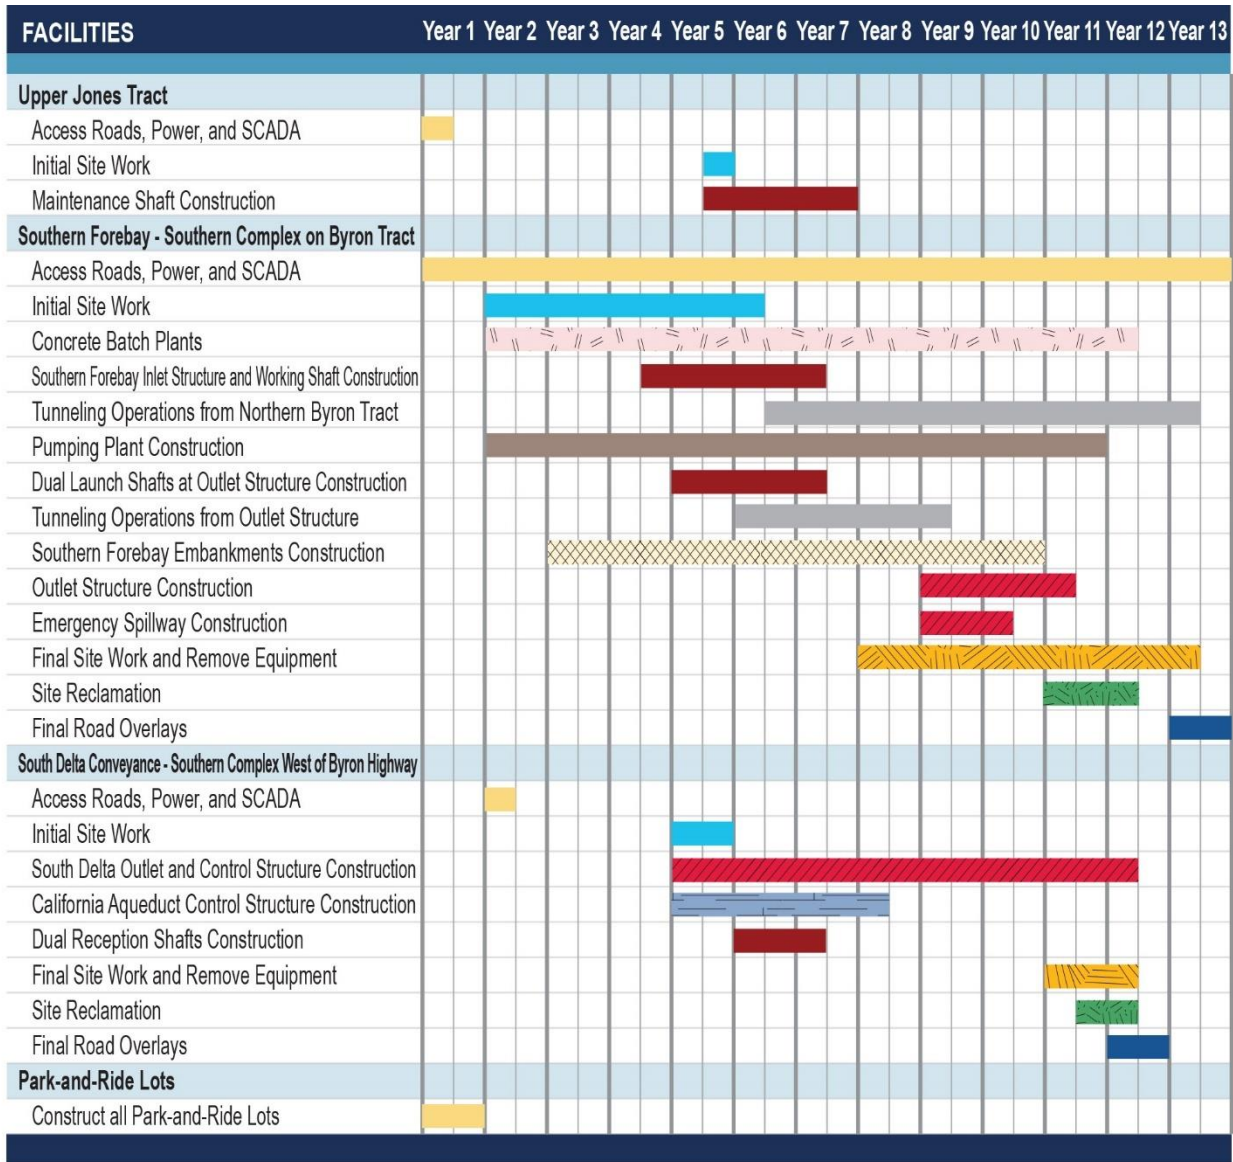 FACILITIES Year 1 Year 2 Year 3 Year 4 Year 5 Year 6 Year 7 Year 8 Year 9 Year 10 Year 11 Year 12 Year 13
Upper Jones Tract
Access Roads, Power, and SCADA
Initial Site Work
Maintenance Shaft Construction
Southern Forebay - Southern Complex on Byron Tract
Access Roads, Power, and SCADA
Initial Site Work
Concrete Batch Plants
Southern Forebay Inlet Structure and Working Shaft Construction
Tunneling Operations from Northern Byron Tract
Pumping Plant Construction
Dual Launch Shafts at Outlet Structure Construction
Tunneling Operations from Outlet Structure
Southern Forebay Embankments Construction
Outlet Structure Construction
Emergency Spillway Construction
Final Site Work and Remove Equipment
Site Reclamation
Final Road Overlays
South Delta Conveyance - Southern Complex West of Byron Highway
Access Roads, Power, and SCADA
Initial Site Work
South Delta Outlet and Control Structure Construction
California Aqueduct Control Structure Construction
Dual Reception Shafts Construction
Final Site Work and Remove Equipment
Site Reclamation
Final Road Overlays
Park-and-Ride Lots
Construct all Park-and-Ride Lots